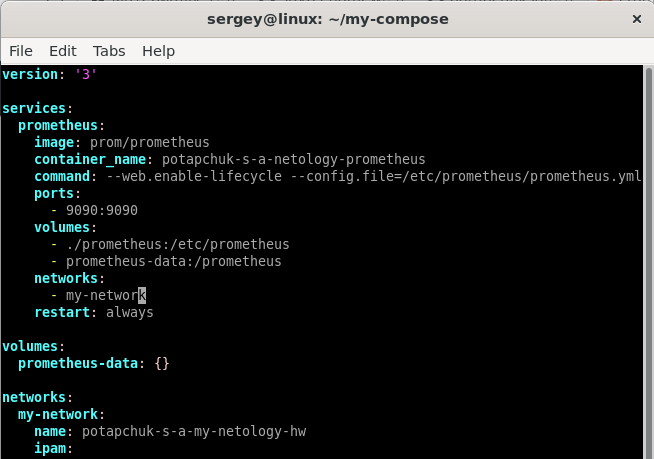 sergey@linux: ~/my-compose
File Edit Tabs Help
version: '3'
services:
  prometheus:
    image: prom/prometheus
    container_name: potapchuk-s-a-netology-prometheus
    command: --web.enable-lifecycle --config.file=/etc/prometheus/prometheus.yml
    ports:
      - 9090:9090
    volumes:
      - ./prometheus:/etc/prometheus
      - prometheus-data:/prometheus
    networks:
      - my-network
    restart: always
volumes:
  prometheus-data: {}
networks:
  my-network:
    name: potapchuk-s-a-my-netology-hw
    ipam: